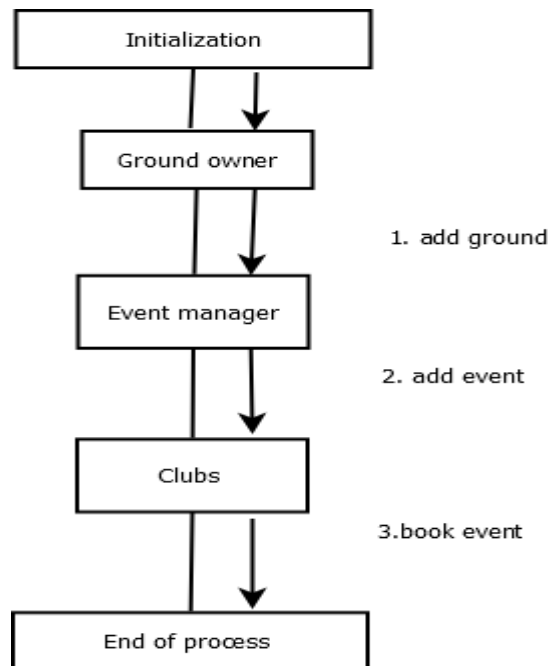 Initialization
Ground owner
1. add ground
Event manager
2. add event
Clubs
3.book event
End of process